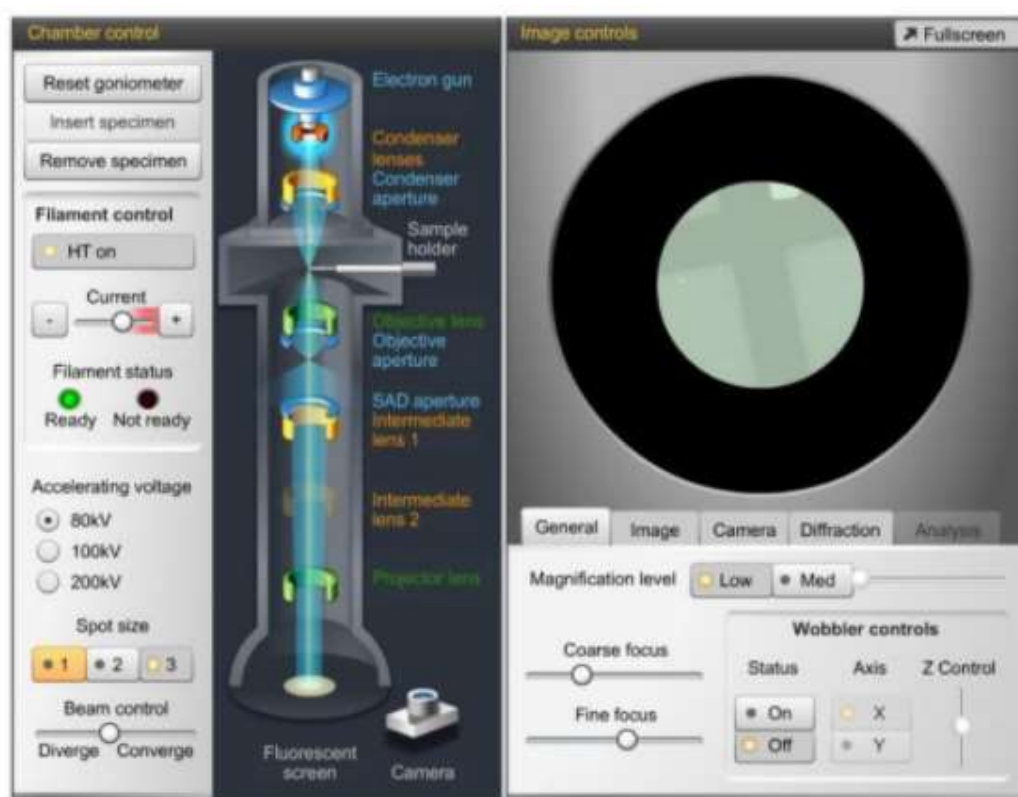 Chamber control
Reset goniometer
Insert specimen
Remove specimen
Filament control
HT on
Current
-
+
Filament status
Ready
Not ready
Accelerating voltage
80kV
100kV
200kV
Spot size
1
2
3
Beam control
Diverge
Converge
Electron gun
Condenser
lenses
Condenser
aperture
Sample
holder
Objective lens
Objective
aperture
SAD aperture
Intermediate
lens 1
Intermediate
lens 2
Projector lens
Fluorescent
screen
Camera
Image controls
Fullscreen
General
Image
Camera
Diffraction
Analysis
Magnification level
Low
Med
Coarse focus
Fine focus
Wobbler controls
Status
Axis
Z Control
On
Off
X
Y